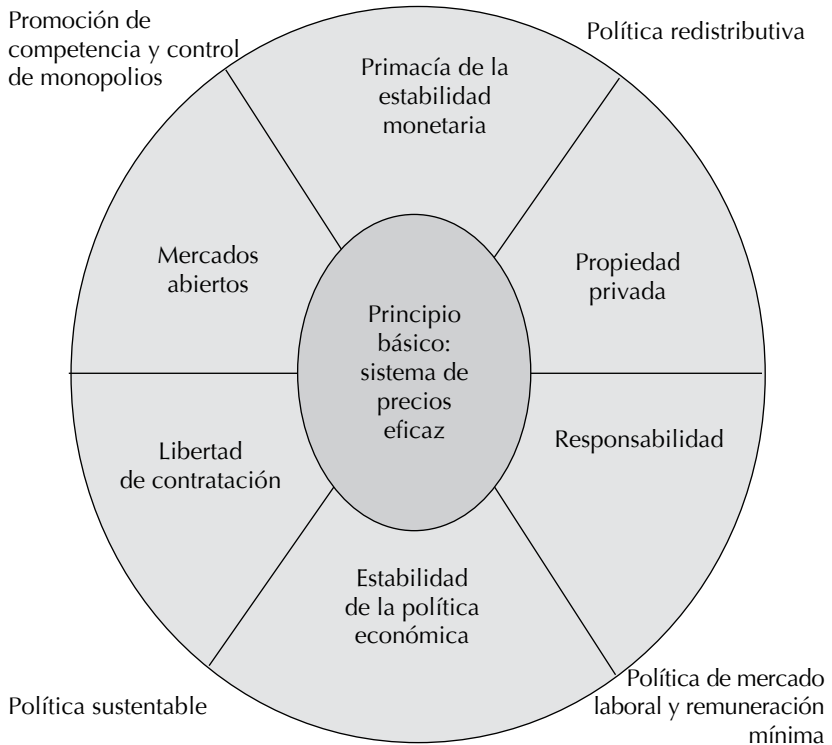 Promoción de
competencia y control
de monopolios
Política redistributiva
Primacía de la
estabilidad
monetaria
Mercados
abiertos
Propiedad
privada
Principio
básico:
sistema de
precios
eficaz
Libertad
de contratación
Responsabilidad
Estabilidad
de la política
económica
Política sustentable
Política de mercado
laboral y remuneración
mínima